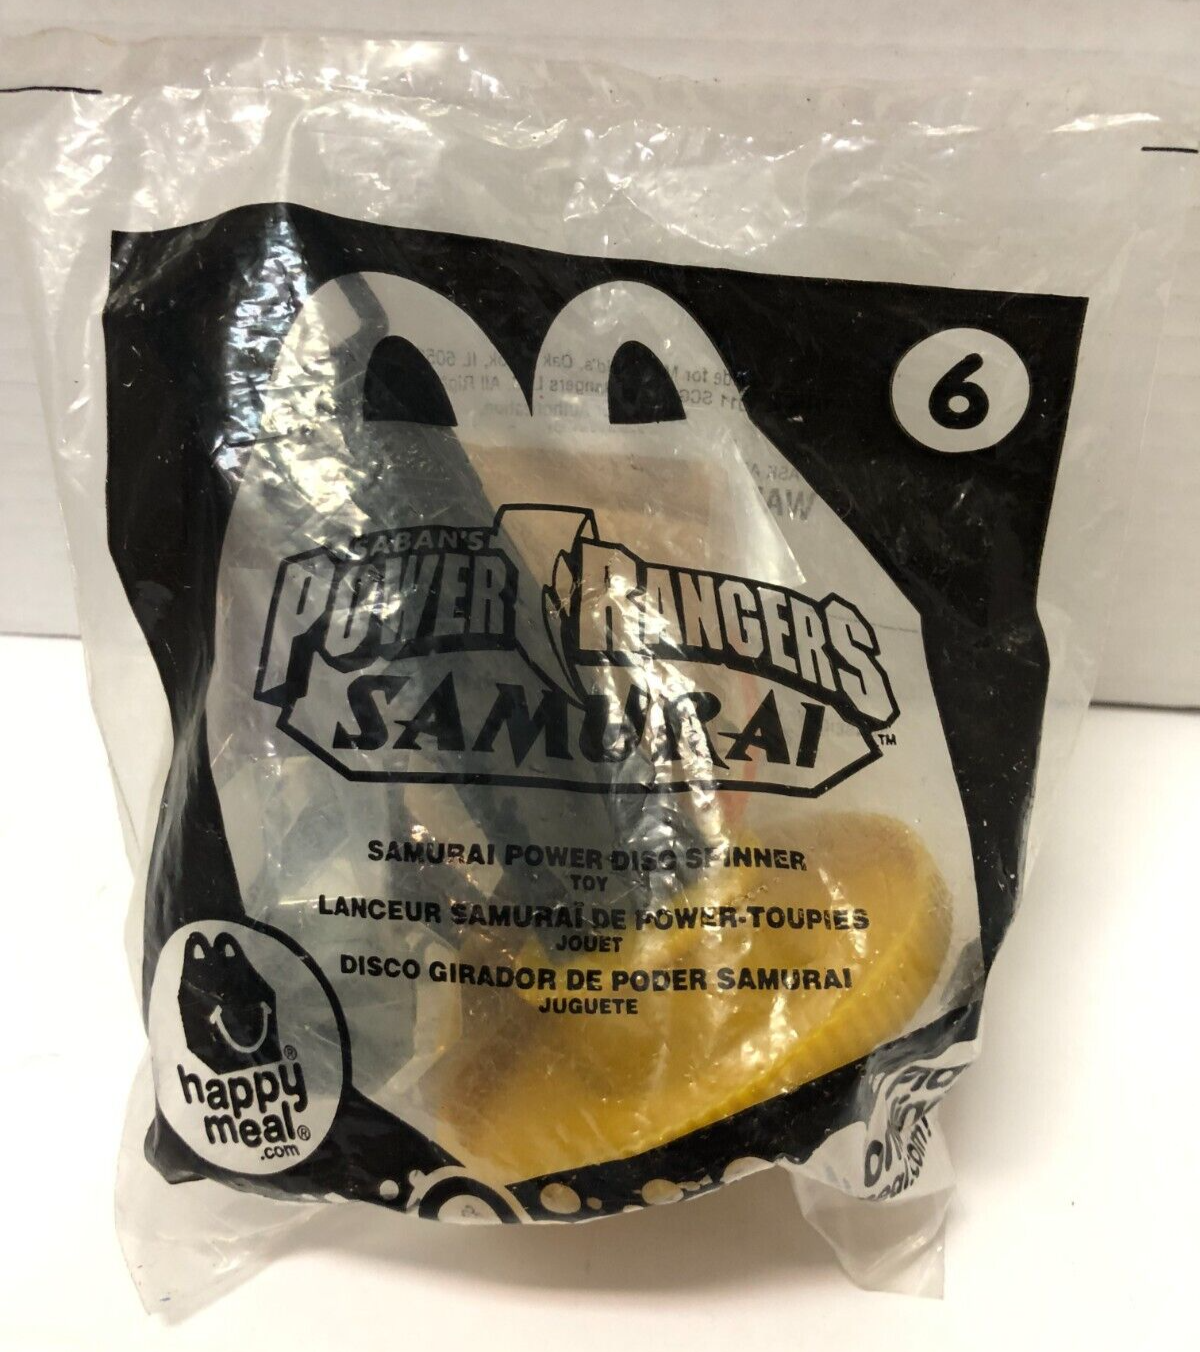 6
SABAN'S
POWER RANGERS
SAMURAI™
SAMURAI POWER DISC SPINNER
TOY
LANCEUR SAMURAÏ DE POWER-TOUPIES
JOUET
DISCO GIRADOR DE PODER SAMURAI
JUGUETE
happy
meal®
.com